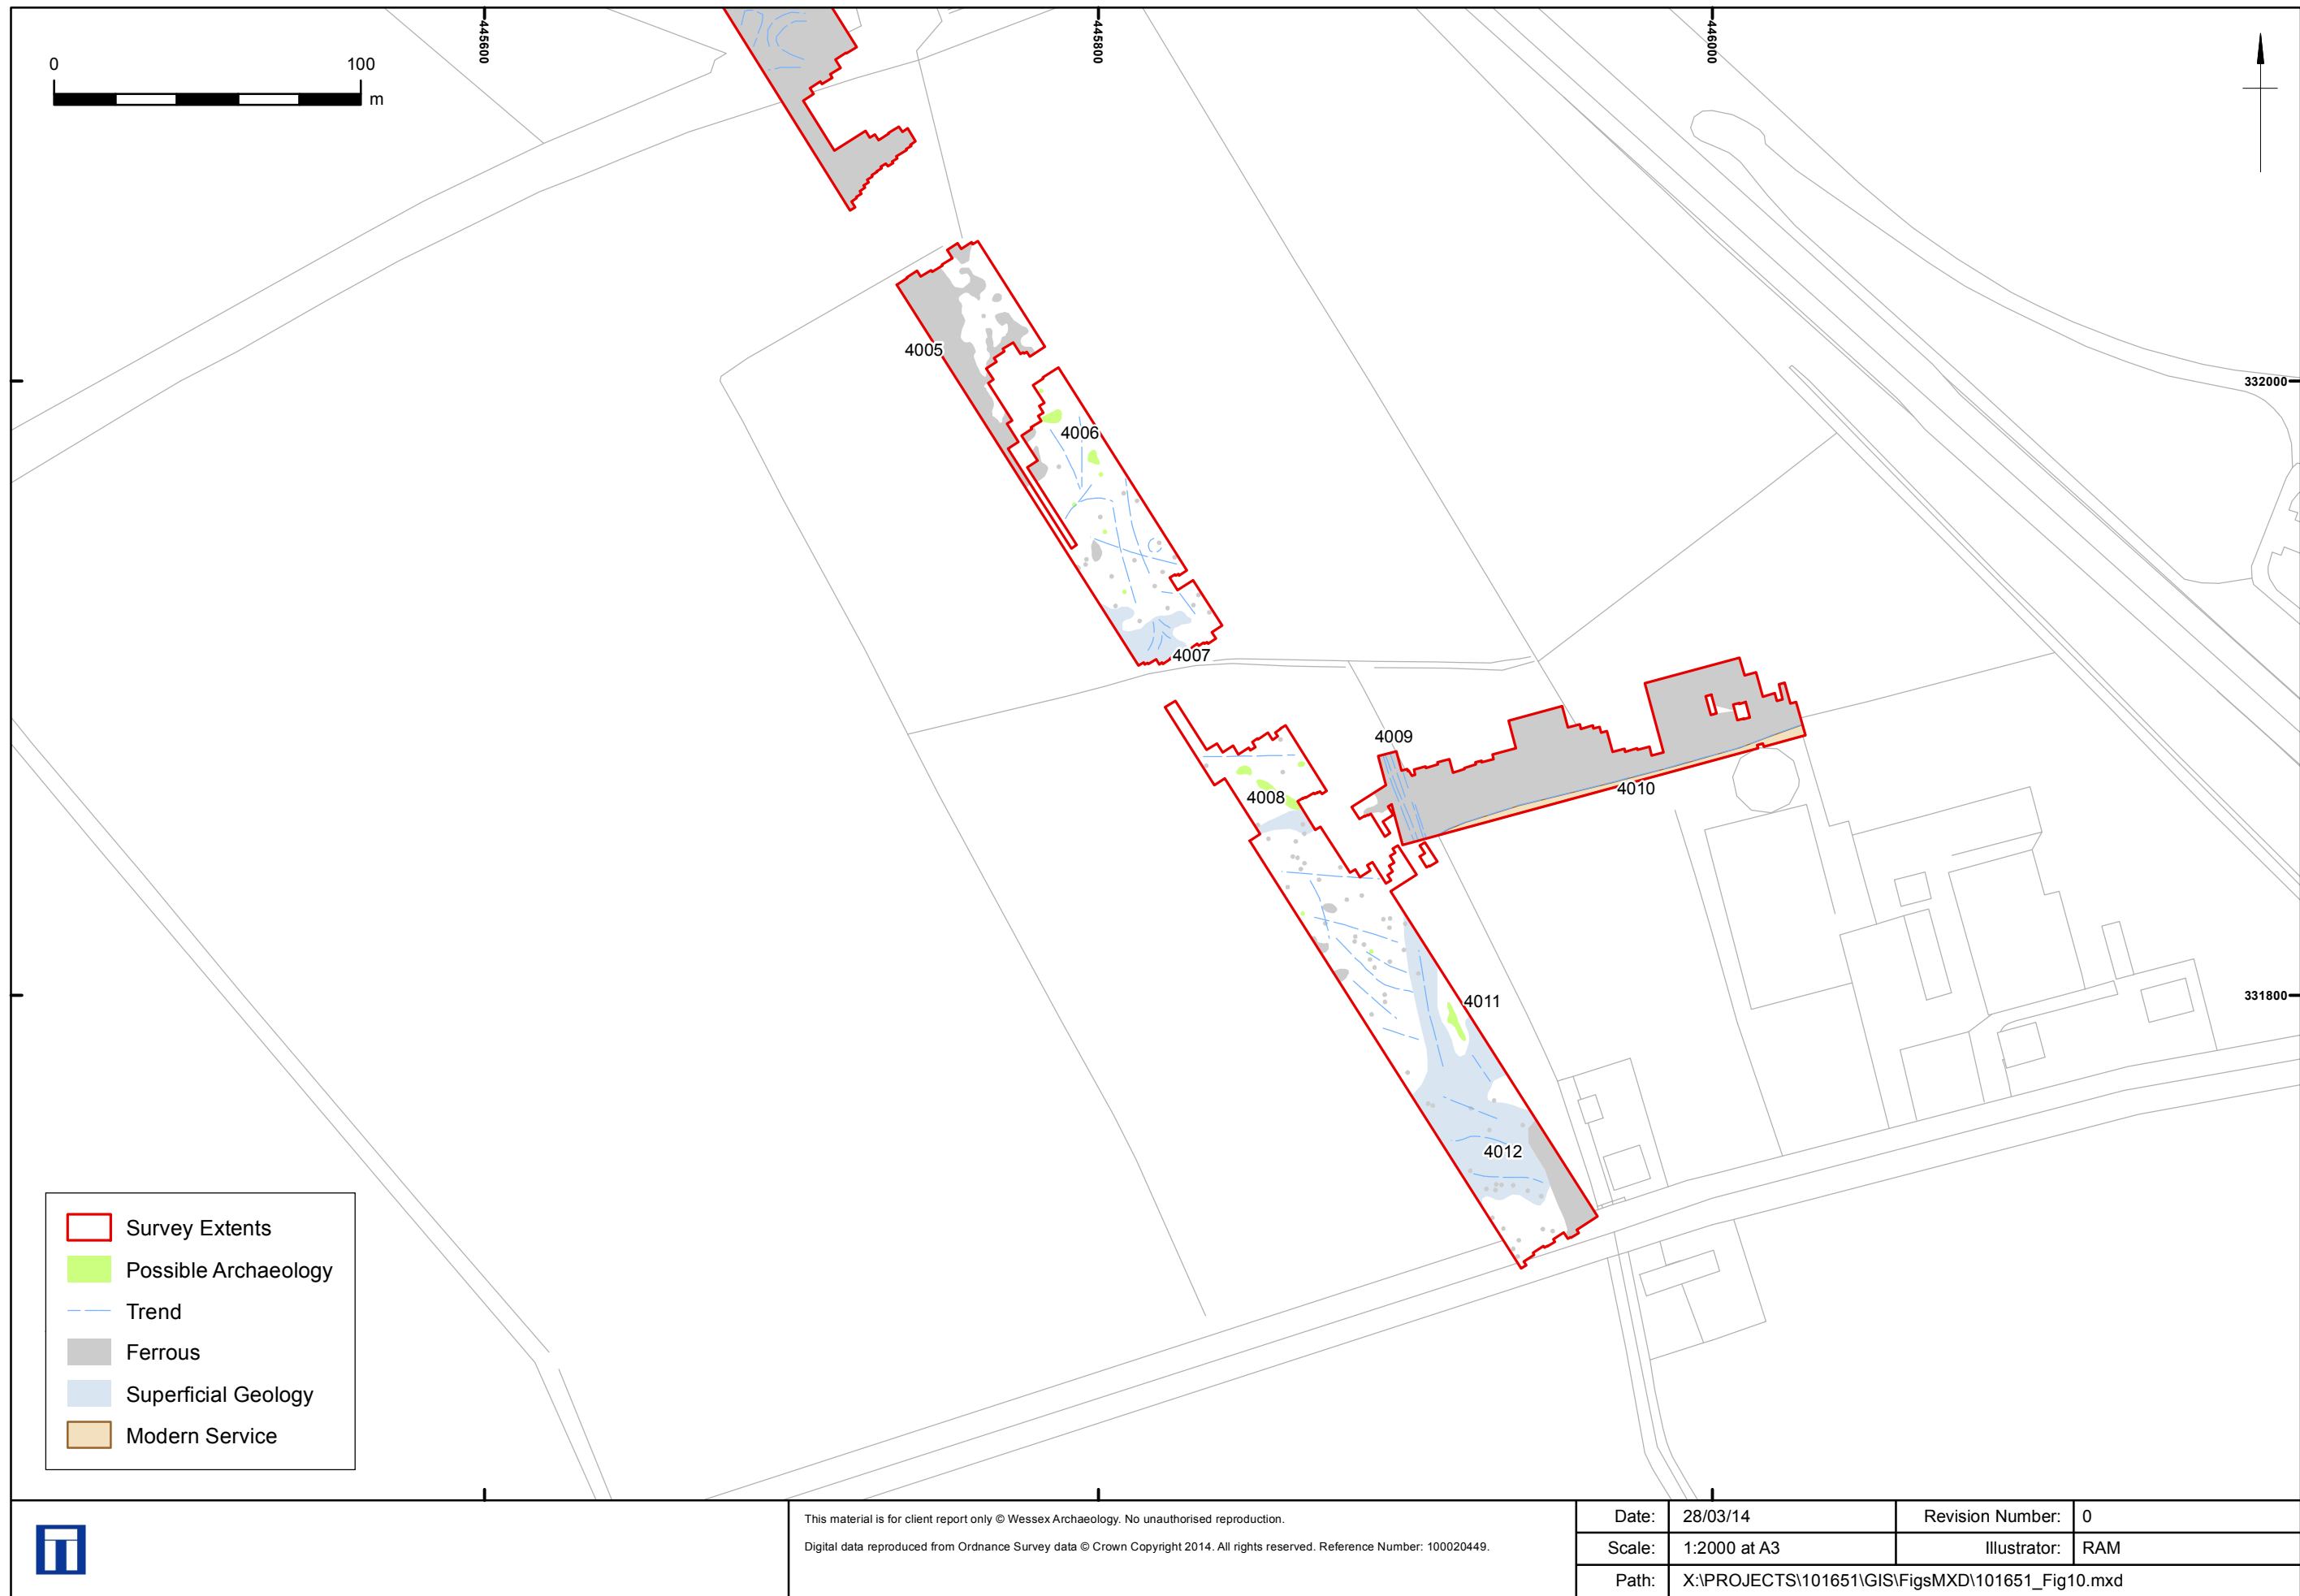 445600
445800
446000
0 100
m
332000
4005
4006
4007
4009
4010
4008
331800
4011
4012
Survey Extents
Possible Archaeology
Trend
Ferrous
Superficial Geology
Modern Service
This material is for client report only © Wessex Archaeology. No unauthorised reproduction.
Digital data reproduced from Ordnance Survey data © Crown Copyright 2014. All rights reserved. Reference Number: 100020449.
Date: 28/03/14 Revision Number: 0
Scale: 1:2000 at A3 Illustrator: RAM
Path: X:\PROJECTS\101651\GIS\FigsMXD\101651_Fig10.mxd